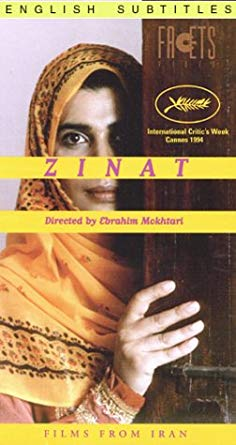 ENGLISH SUBTITLES
FACETS
VIDEO
International Critic's Week
Cannes 1994
ZINAT
Directed by Ebrahim Mokhtari
FILMS FROM IRAN